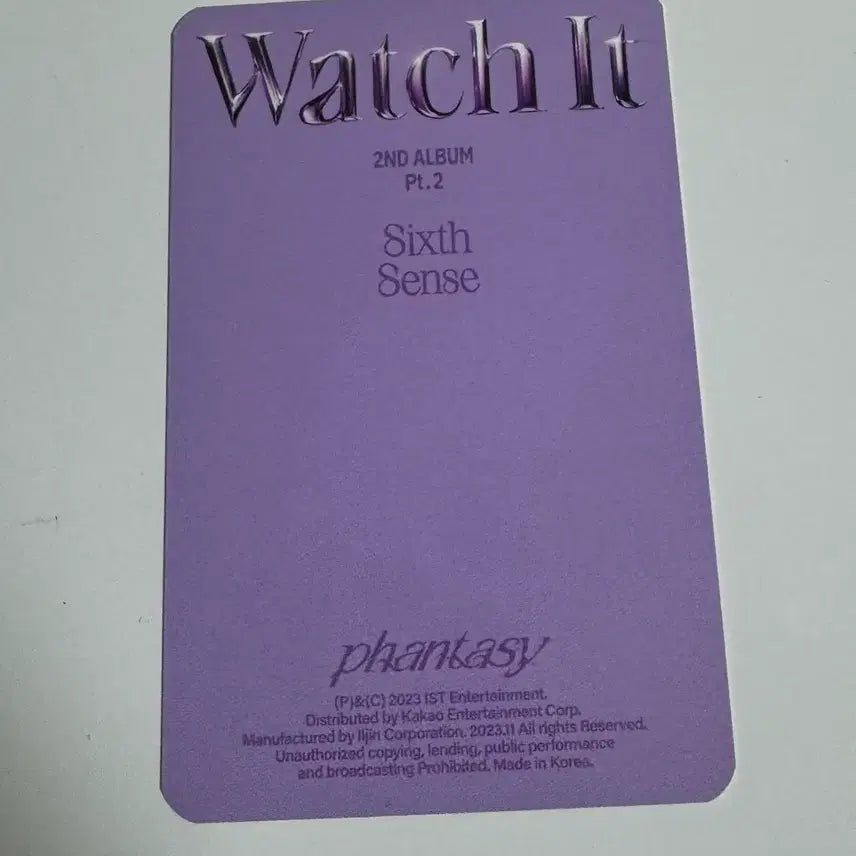 Watch It
2ND ALBUM
Pt.2
Sixth
Sense
phantasy
(P)&(C) 2023 IST Entertainment.
Distributed by Kakao Entertainment Corp.
Manufactured by Iljin Corporation. 2023.11 All rights Reserved.
Unauthorized copying, lending, public performance
and broadcasting Prohibited. Made in Korea.